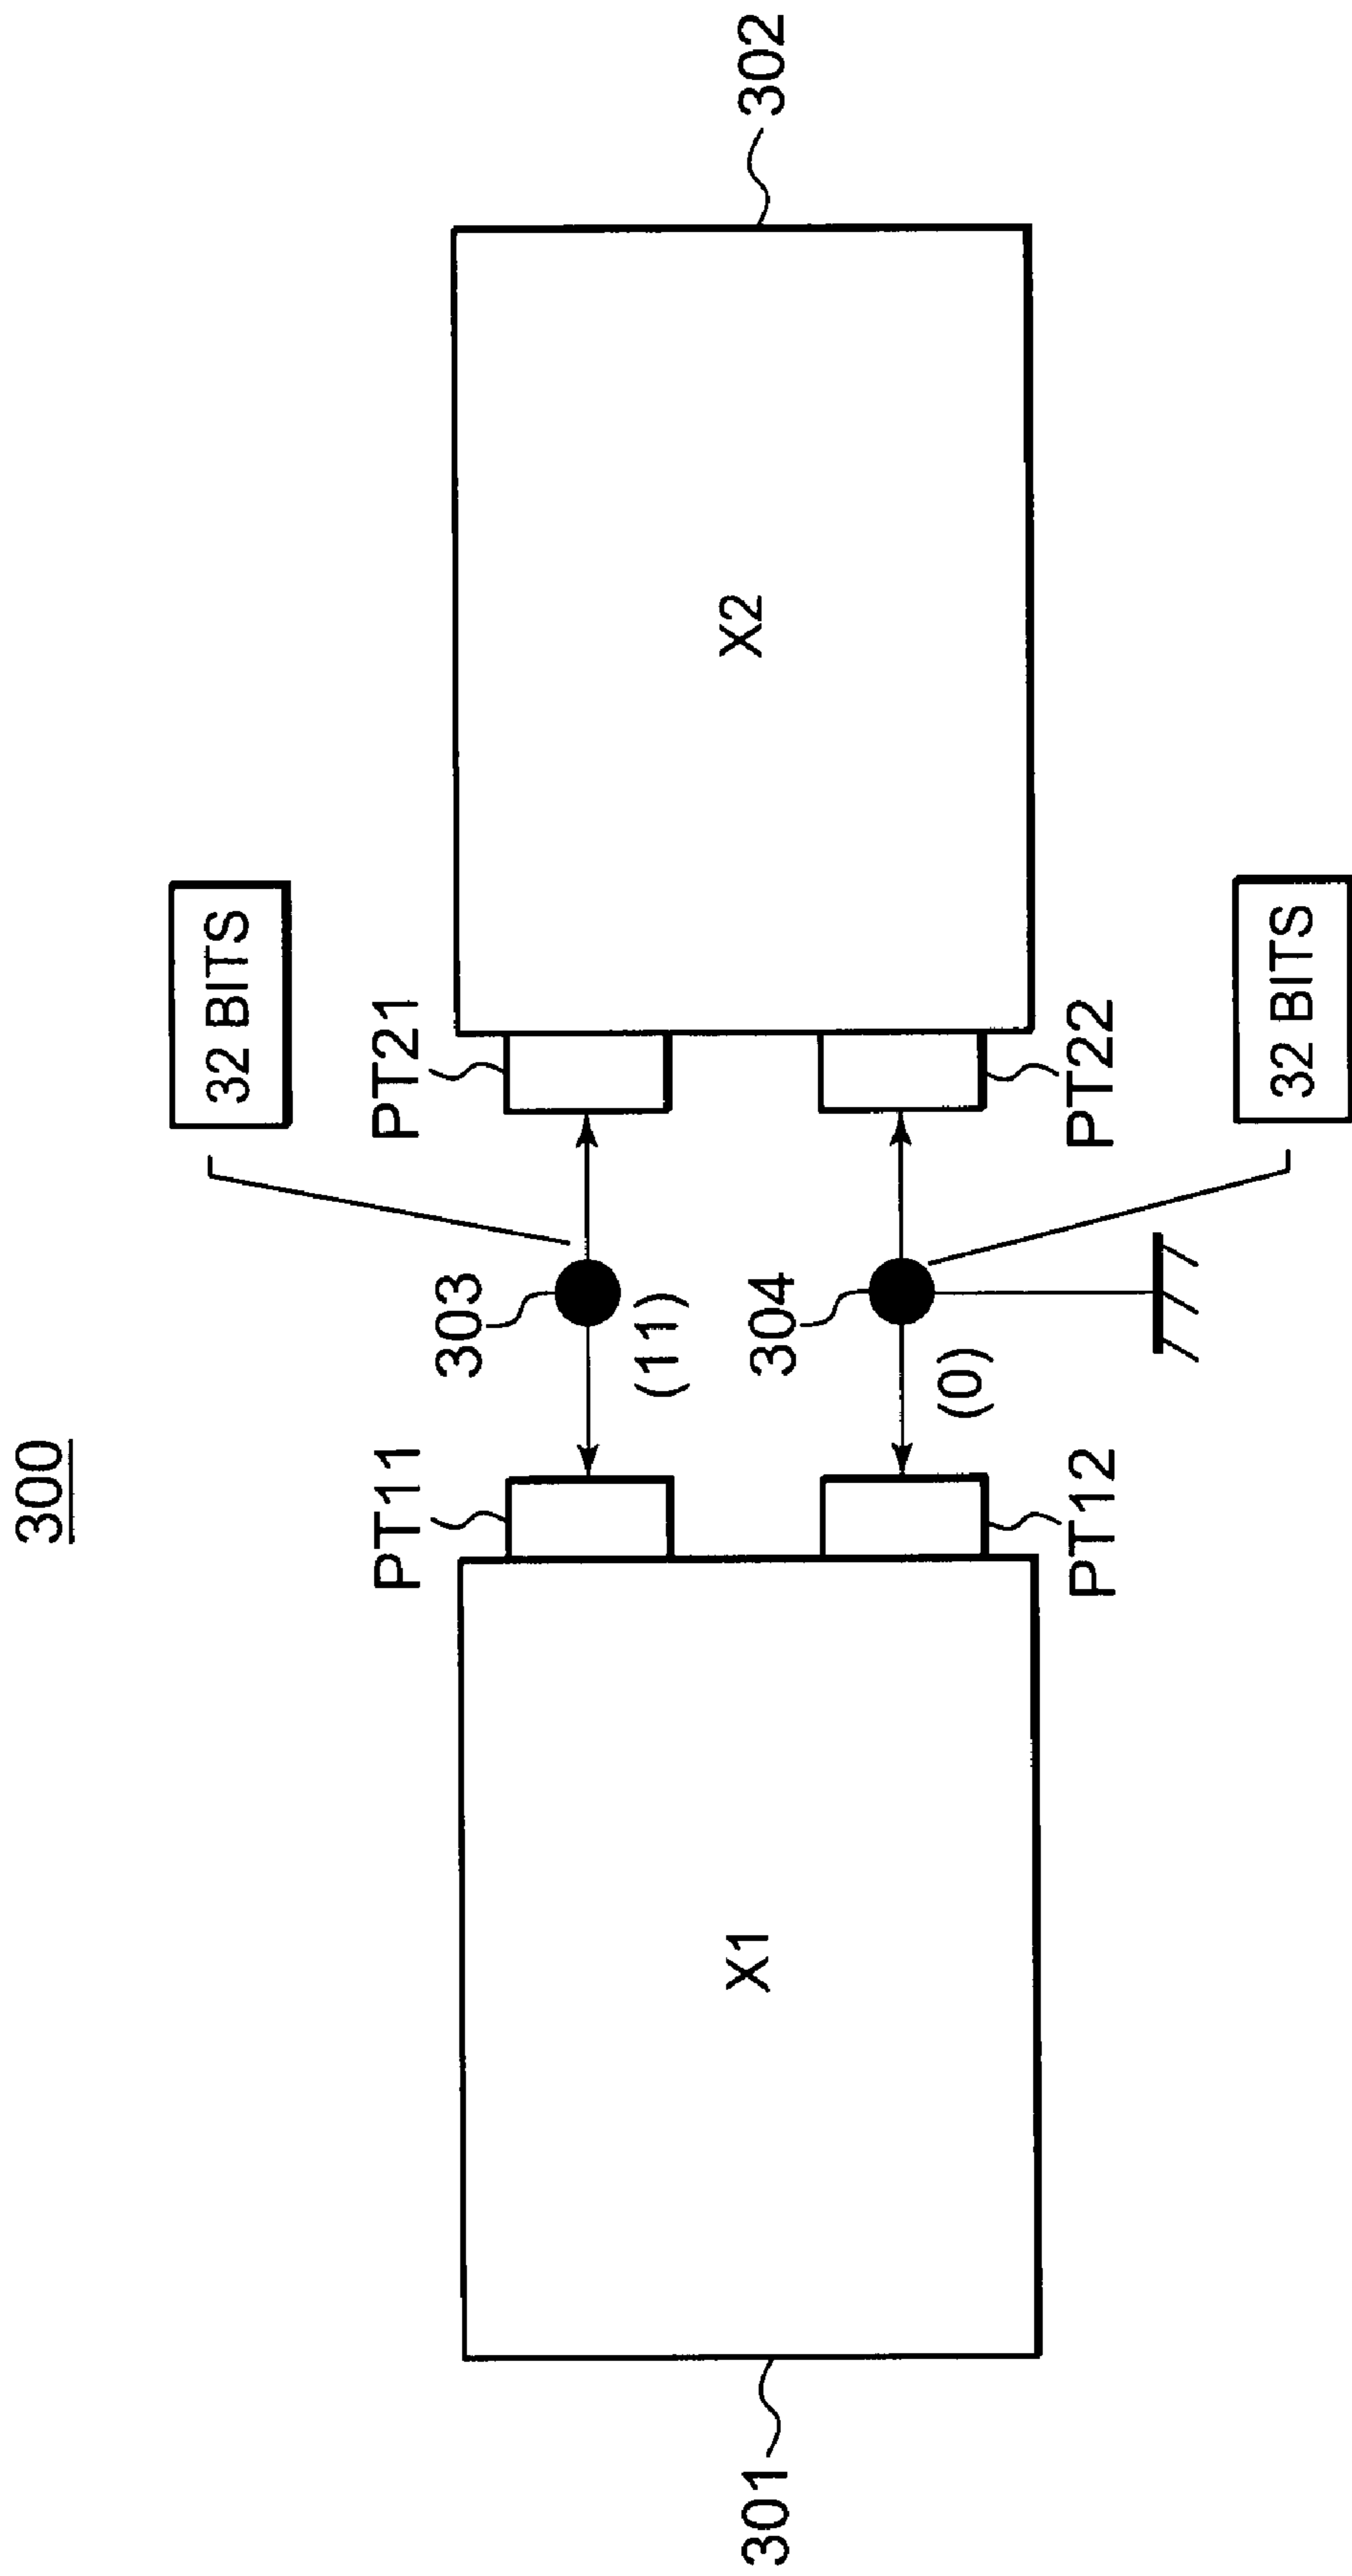 300
32 BITS
PT11
PT21
303
(11)
301
X1
X2
302
304
(0)
PT12
PT22
32 BITS